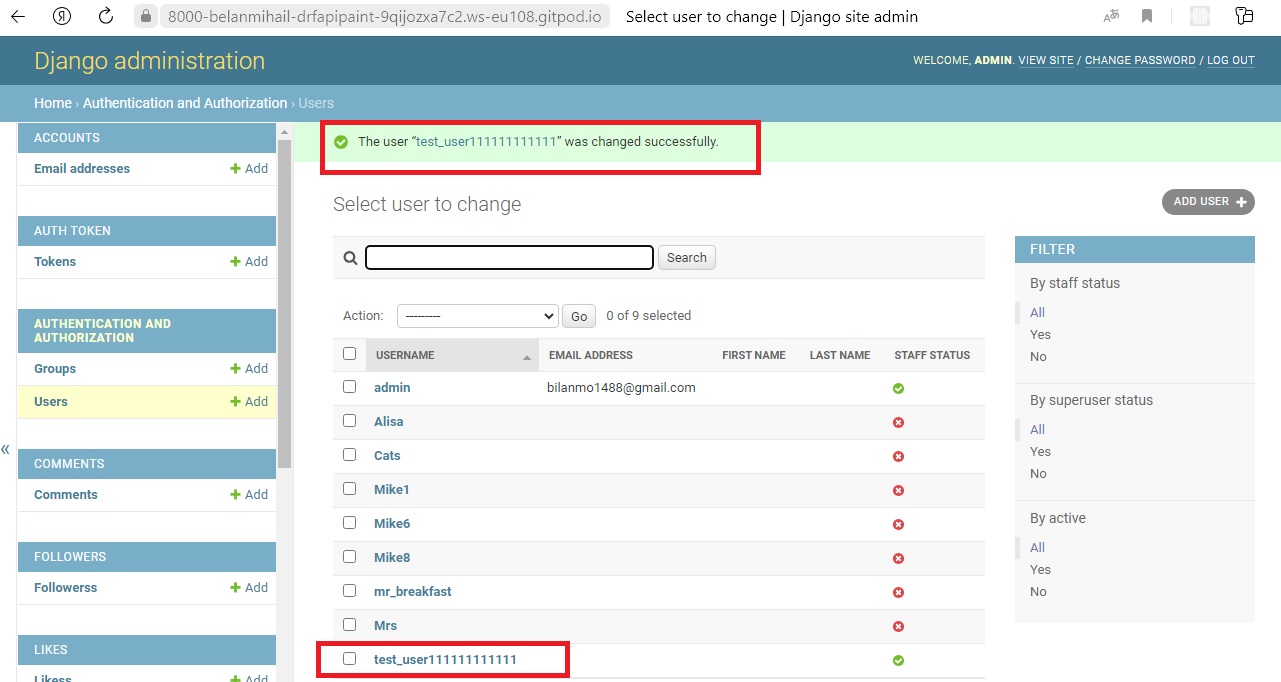 8000-belanmihail-drfapipaint-9qijozxa7c2.ws-eu108.gitpod.io Select user to change | Django site admin
Django administration
WELCOME, ADMIN. VIEW SITE / CHANGE PASSWORD / LOG OUT
Home › Authentication and Authorization › Users
ACCOUNTS
Email addresses + Add
AUTH TOKEN
Tokens + Add
AUTHENTICATION AND
AUTHORIZATION
Groups + Add
Users + Add
COMMENTS
Comments + Add
FOLLOWERS
Followerss + Add
LIKES
Likess + Add
«
The user “test_user111111111111” was changed successfully.
Select user to change
ADD USER +
Search
Action: --------- Go 0 of 9 selected
USERNAME EMAIL ADDRESS FIRST NAME LAST NAME STAFF STATUS
admin bilanmo1488@gmail.com
Alisa
Cats
Mike1
Mike6
Mike8
mr_breakfast
Mrs
test_user111111111111
FILTER
By staff status
All
Yes
No
By superuser status
All
Yes
No
By active
All
Yes
No